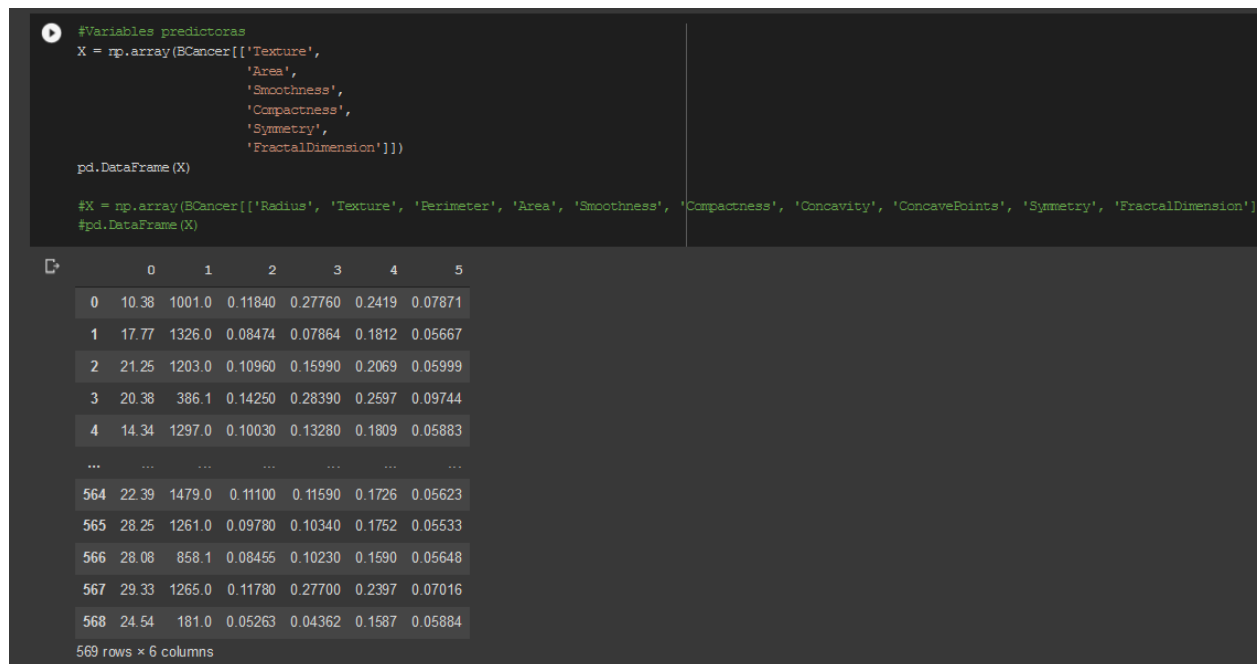 #Variables predictoras
X = np.array(BCancer[['Texture',
'Area',
'Smoothness',
'Compactness',
'Symmetry',
'FractalDimension']])
pd.DataFrame(X)
#X = np.array(BCancer[['Radius', 'Texture', 'Perimeter', 'Area', 'Smoothness', 'Compactness', 'Concavity', 'ConcavePoints', 'Symmetry', 'FractalDimension']
#pd.DataFrame(X)
0 1 2 3 4 5
0 10.38 1001.0 0.11840 0.27760 0.2419 0.07871
1 17.77 1326.0 0.08474 0.07864 0.1812 0.05667
2 21.25 1203.0 0.10960 0.15990 0.2069 0.05999
3 20.38 386.1 0.14250 0.28390 0.2597 0.09744
4 14.34 1297.0 0.10030 0.13280 0.1809 0.05883
... ... ... ... ... ... ...
564 22.39 1479.0 0.11100 0.11590 0.1726 0.05623
565 28.25 1261.0 0.09780 0.10340 0.1752 0.05533
566 28.08 858.1 0.08455 0.10230 0.1590 0.05648
567 29.33 1265.0 0.11780 0.27700 0.2397 0.07016
568 24.54 181.0 0.05263 0.04362 0.1587 0.05884
569 rows × 6 columns